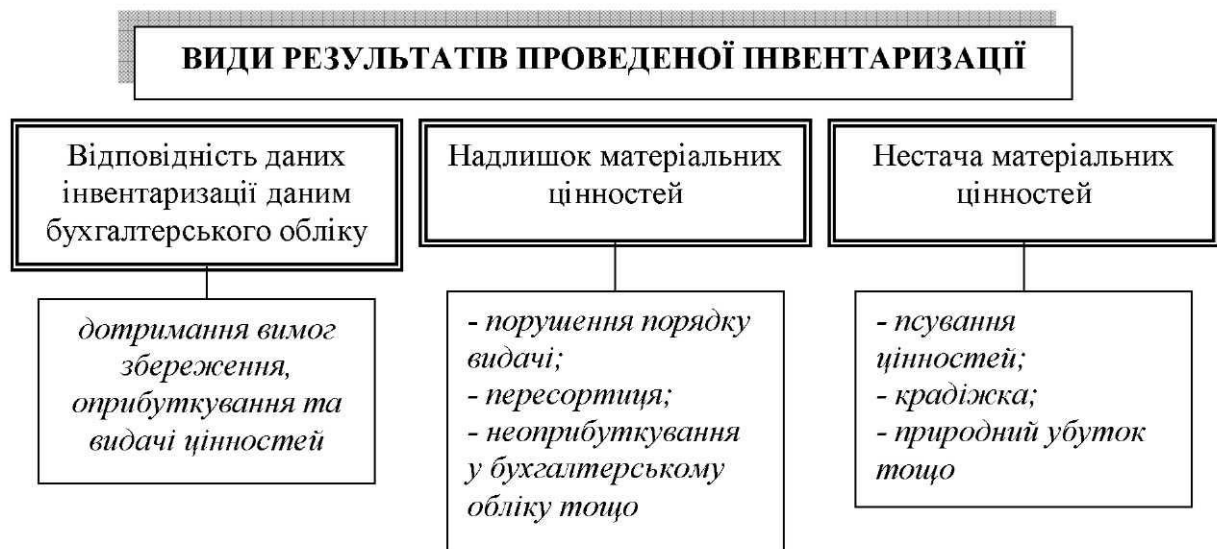 ВИДИ РЕЗУЛЬТАТІВ ПРОВЕДЕНОЇ ІНВЕНТАРИЗАЦІЇ
Відповідність даних
інвентаризації даним
бухгалтерського обліку
дотримання вимог
збереження,
оприбуткування та
видачі цінностей
Надлишок матеріальних
цінностей
- порушення порядку
видачі;
- пересортиця;
- неоприбуткування
у бухгалтерському
обліку тощо
Нестача матеріальних
цінностей
- псування
цінностей;
- крадіжка;
- природний убуток
тощо